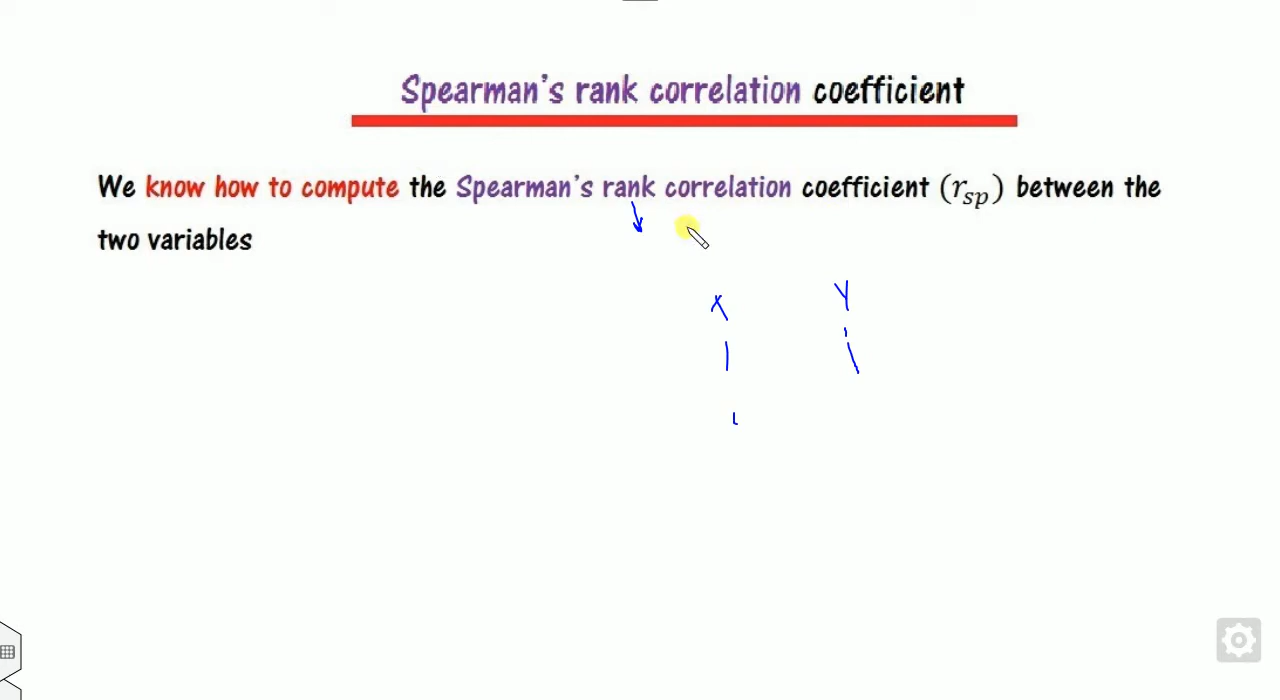 Spearman's rank correlation coefficient
We know how to compute the Spearman's rank correlation coefficient (r_sp) between the
two variables
X Y